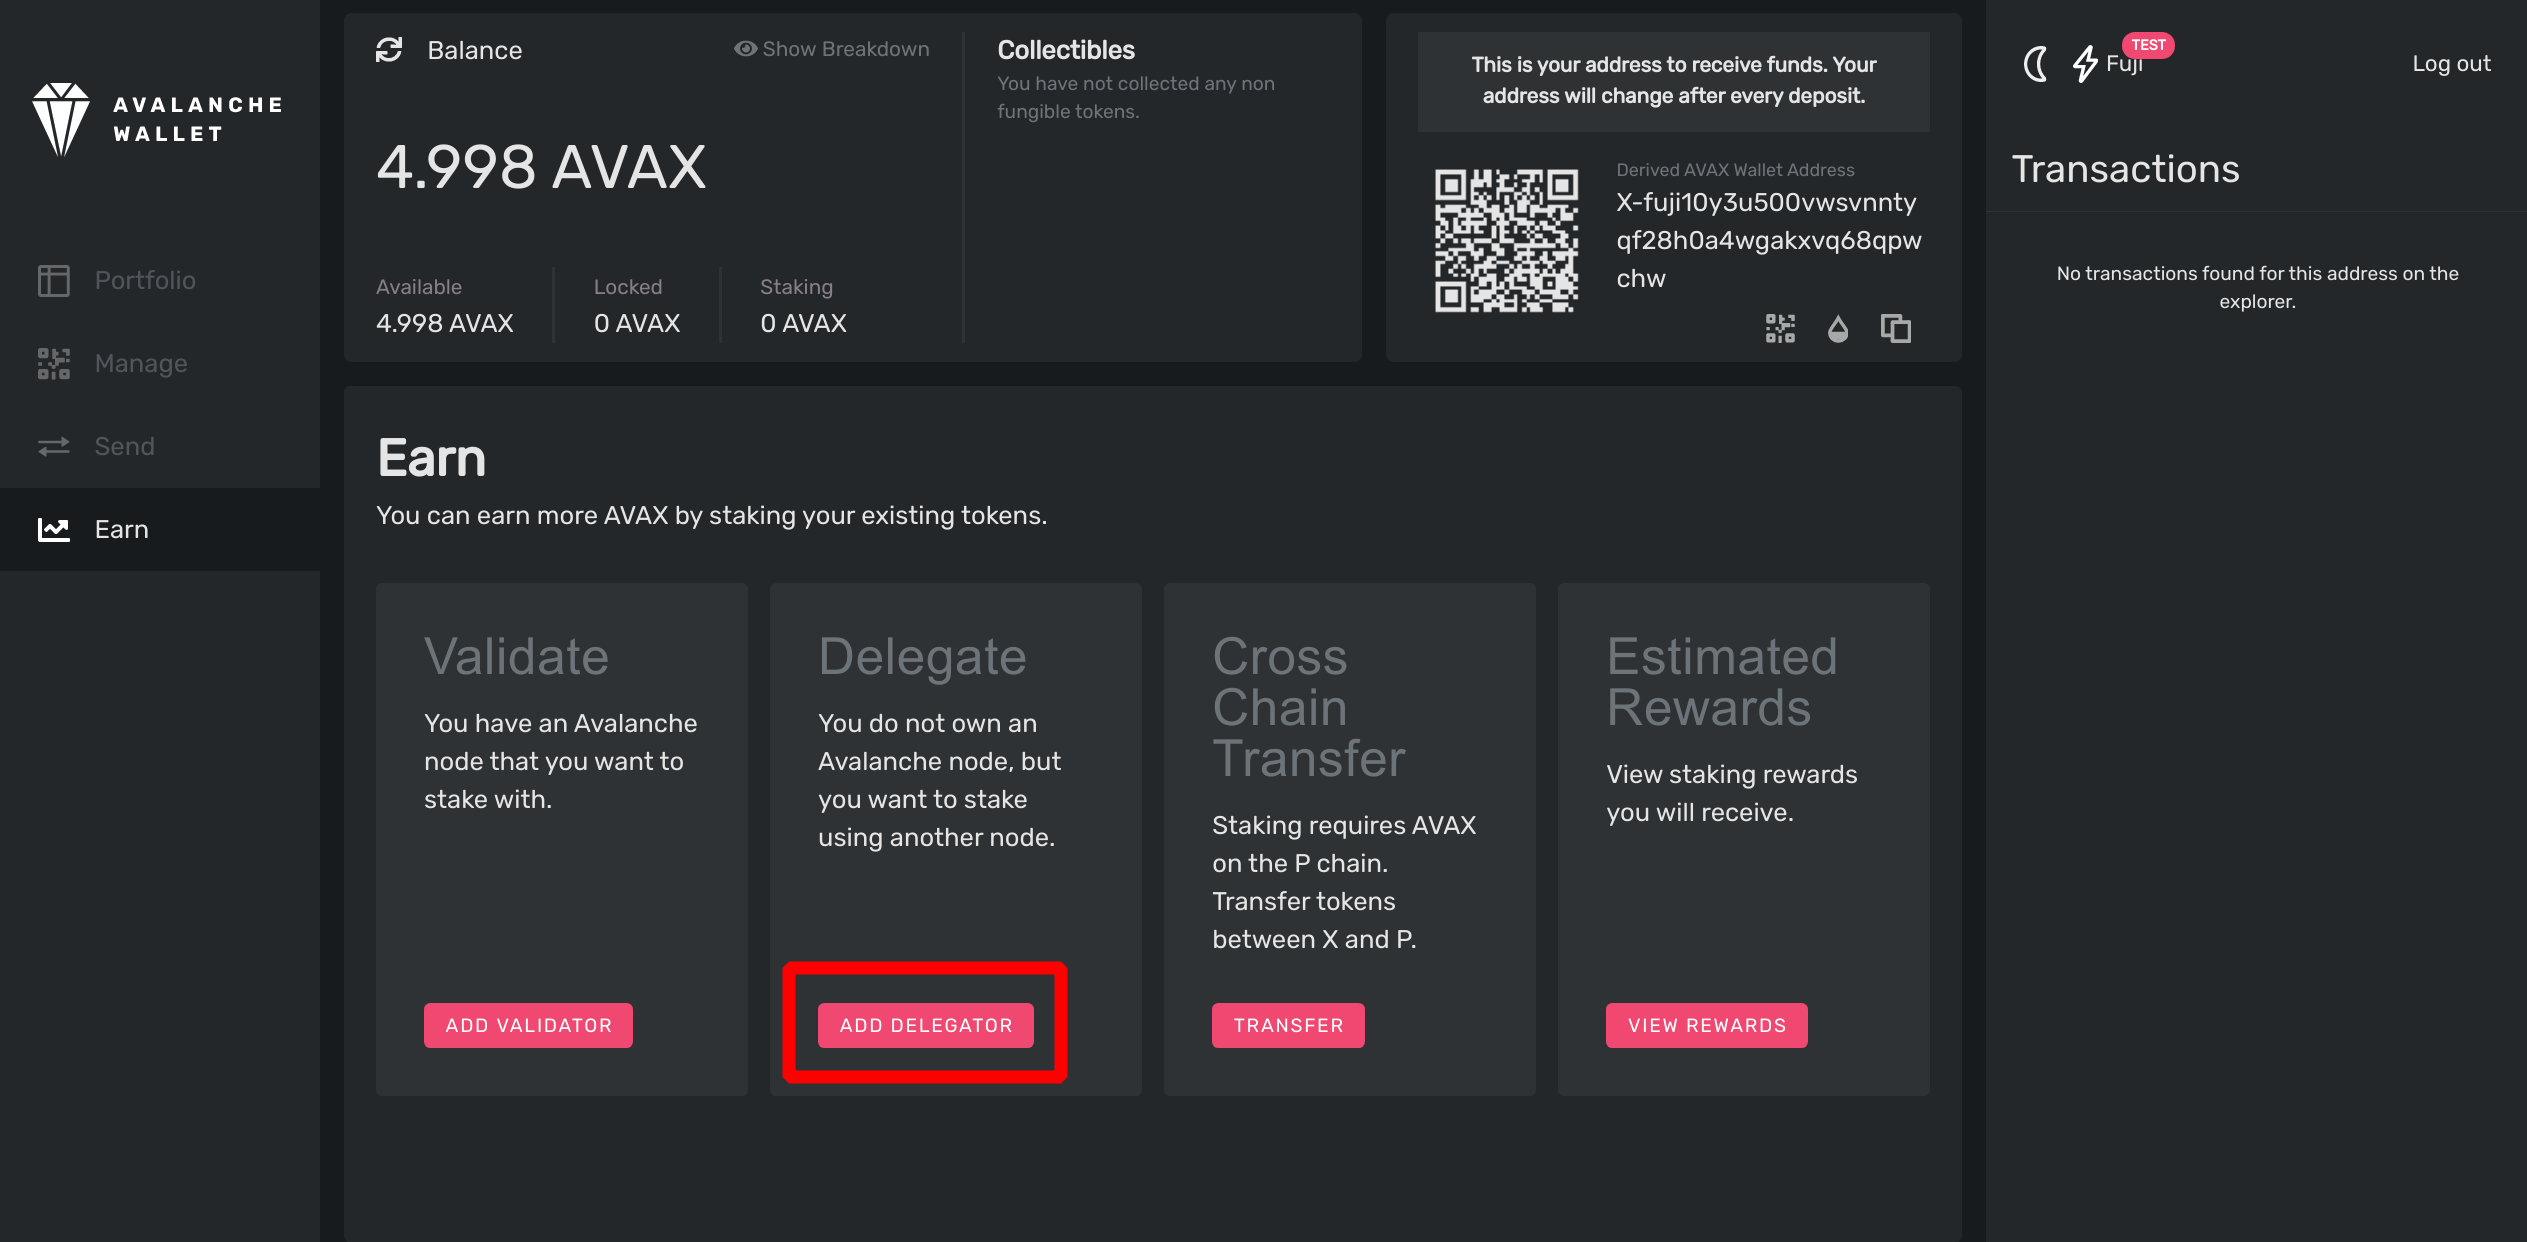 AVALANCHE
WALLET
Portfolio
Manage
Send
Earn
Balance
Show Breakdown
4.998 AVAX
Available
4.998 AVAX
Locked
0 AVAX
Staking
0 AVAX
Collectibles
You have not collected any non
fungible tokens.
This is your address to receive funds. Your
address will change after every deposit.
Derived AVAX Wallet Address
X-fuji10y3u500vwsvnnty
qf28h0a4wgakxvq68qpw
chw
Earn
You can earn more AVAX by staking your existing tokens.
Validate
You have an Avalanche
node that you want to
stake with.
ADD VALIDATOR
Delegate
You do not own an
Avalanche node, but
you want to stake
using another node.
ADD DELEGATOR
Cross
Chain
Transfer
Staking requires AVAX
on the P chain.
Transfer tokens
between X and P.
TRANSFER
Estimated
Rewards
View staking rewards
you will receive.
VIEW REWARDS
TEST
Fuji
Log out
Transactions
No transactions found for this address on the
explorer.